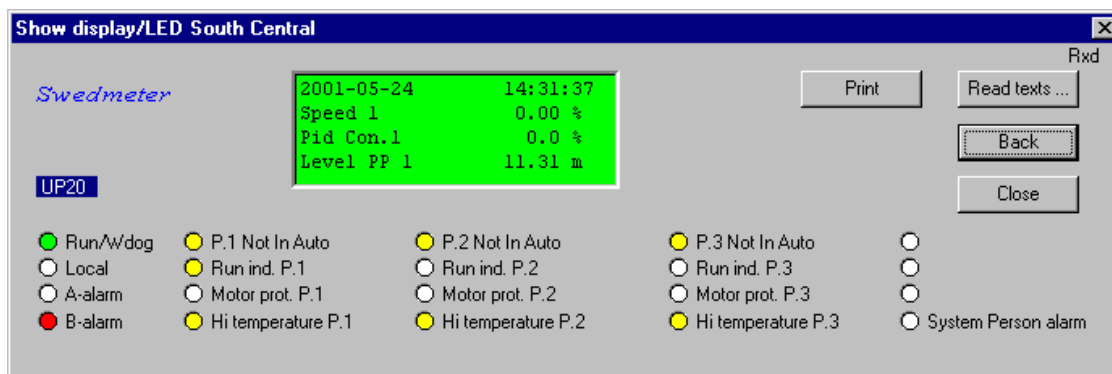 Show display/LED South Central
Rxd
Swedmeter
2001-05-24 14:31:37
Speed 1 0.00 %
Pid Con.1 0.0 %
Level PP 1 11.31 m
Print
Read texts ...
Back
Close
UP20
Run/Wdog P.1 Not In Auto P.2 Not In Auto P.3 Not In Auto
Local Run ind. P.1 Run ind. P.2 Run ind. P.3
A-alarm Motor prot. P.1 Motor prot. P.2 Motor prot. P.3
B-alarm Hi temperature P.1 Hi temperature P.2 Hi temperature P.3 System Person alarm